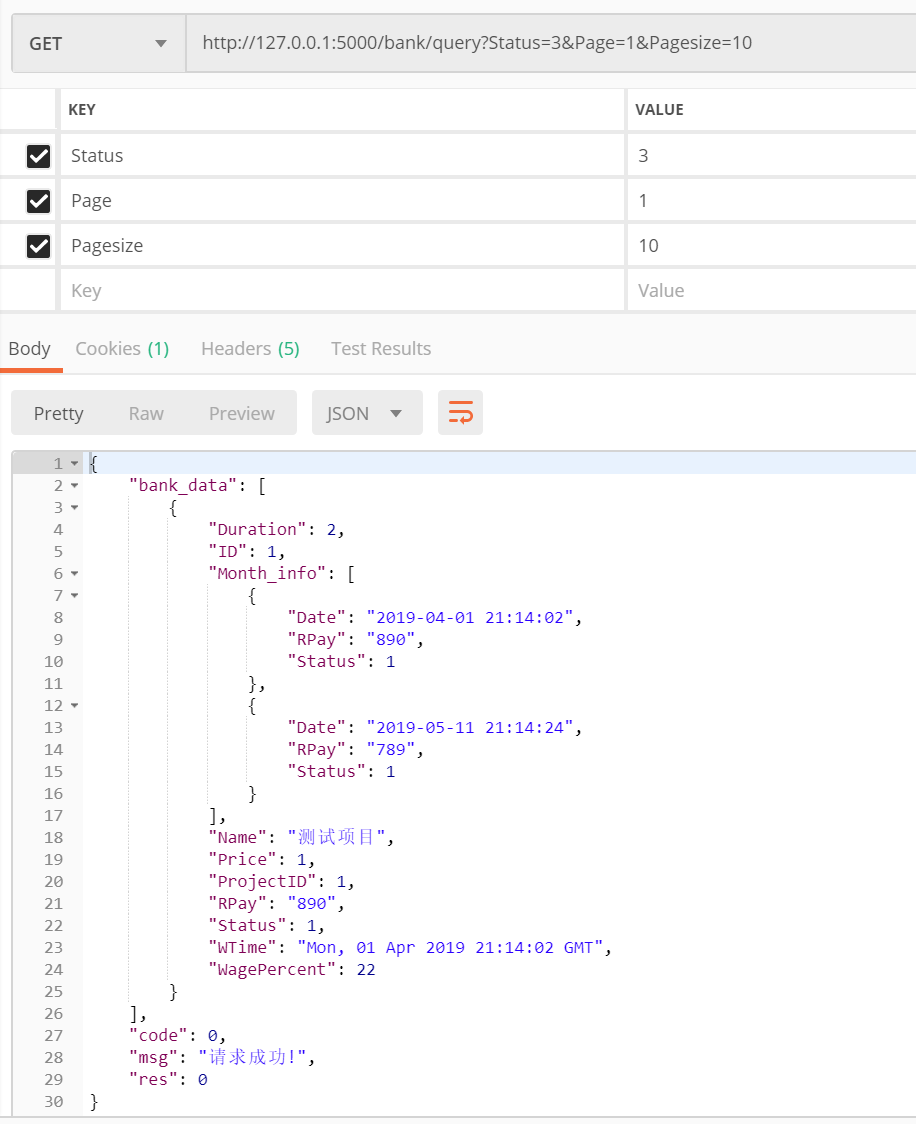 GET http://127.0.0.1:5000/bank/query?Status=3&Page=1&Pagesize=10
KEY VALUE
Status 3
Page 1
Pagesize 10
Key Value
Body Cookies (1) Headers (5) Test Results
Pretty Raw Preview JSON
1 {
2 "bank_data": [
3 {
4 "Duration": 2,
5 "ID": 1,
6 "Month_info": [
7 {
8 "Date": "2019-04-01 21:14:02",
9 "RPay": "890",
10 "Status": 1
11 },
12 {
13 "Date": "2019-05-11 21:14:24",
14 "RPay": "789",
15 "Status": 1
16 }
17 ],
18 "Name": "测试项目",
19 "Price": 1,
20 "ProjectID": 1,
21 "RPay": "890",
22 "Status": 1,
23 "WTime": "Mon, 01 Apr 2019 21:14:02 GMT",
24 "WagePercent": 22
25 }
26 ],
27 "code": 0,
28 "msg": "请求成功!",
29 "res": 0
30 }